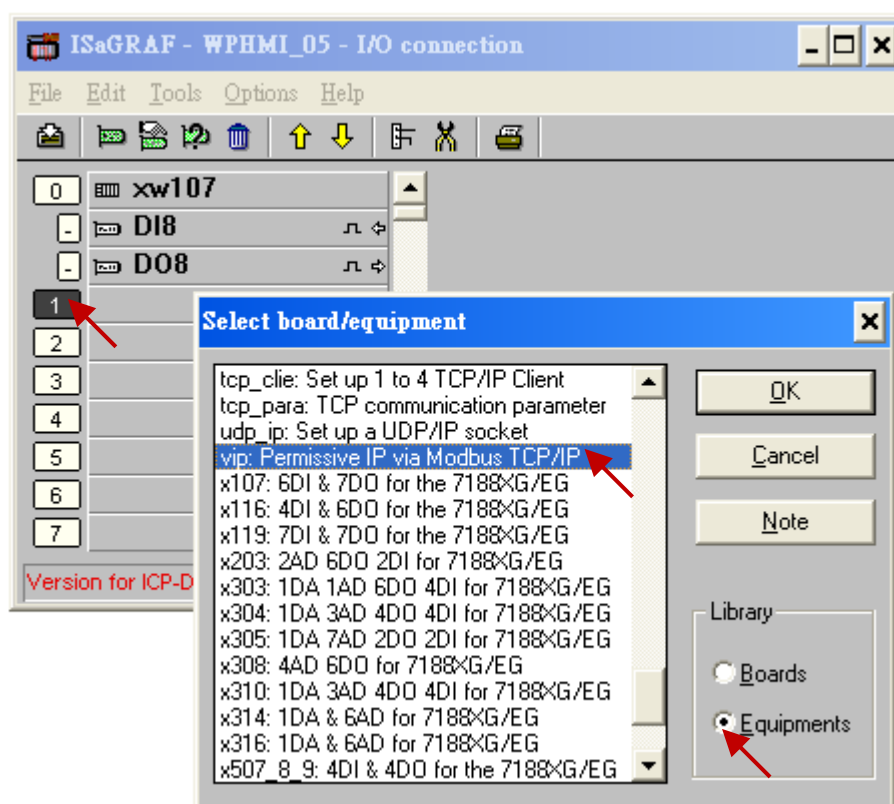 ISaGRAF - WPHMI_05 - I/O connection
File Edit Tools Options Help
0 xw107
- DI8
- DO8
1
2
3
4
5
6
7
Version for ICP-D
Select board/equipment
tcp_clie: Set up 1 to 4 TCP/IP Client
tcp_para: TCP communication parameter
udp_ip: Set up a UDP/IP socket
vip: Permissive IP via Modbus TCP/IP
x107: 6DI & 7DO for the 7188XG/EG
x116: 4DI & 6DO for the 7188XG/EG
x119: 7DI & 7DO for the 7188XG/EG
x203: 2AD 6DO 2DI for 7188XG/EG
x303: 1DA 1AD 6DO 4DI for 7188XG/EG
x304: 1DA 3AD 4DO 4DI for 7188XG/EG
x305: 1DA 7AD 2DO 2DI for 7188XG/EG
x308: 4AD 6DO for 7188XG/EG
x310: 1DA 3AD 4DO 4DI for 7188XG/EG
x314: 1DA & 6AD for 7188XG/EG
x316: 1DA & 6AD for 7188XG/EG
x507_8_9: 4DI & 4DO for the 7188XG/EG
OK
Cancel
Note
Library
Boards
Equipments